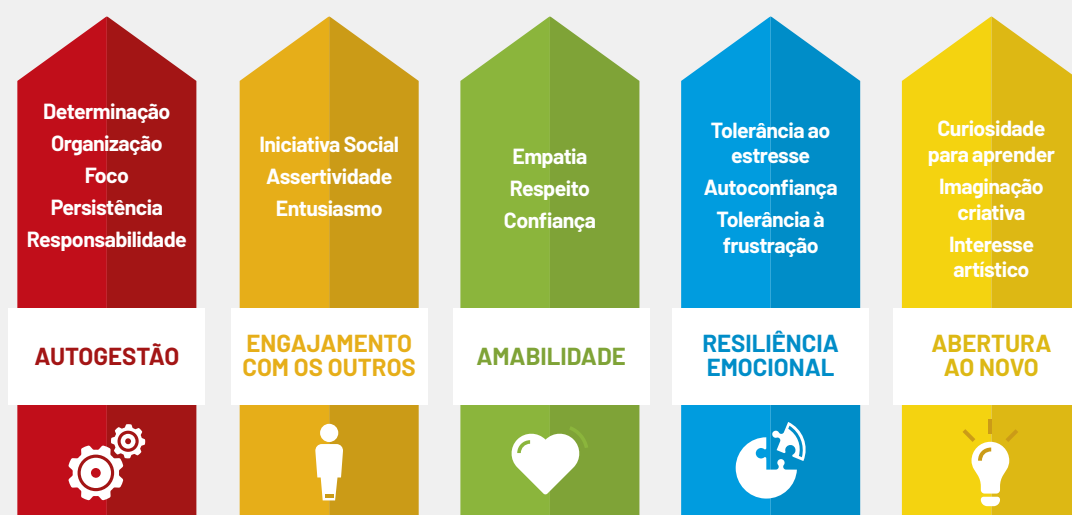 Determinação
Organização
Foco
Persistência
Responsabilidade
AUTOGESTÃO
Iniciativa Social
Assertividade
Entusiasmo
ENGAJAMENTO
COM OS OUTROS
Empatia
Respeito
Confiança
AMABILIDADE
Tolerância ao
estresse
Autoconfiança
Tolerância à
frustração
RESILIÊNCIA
EMOCIONAL
Curiosidade
para aprender
Imaginação
criativa
Interesse
artístico
ABERTURA
AO NOVO